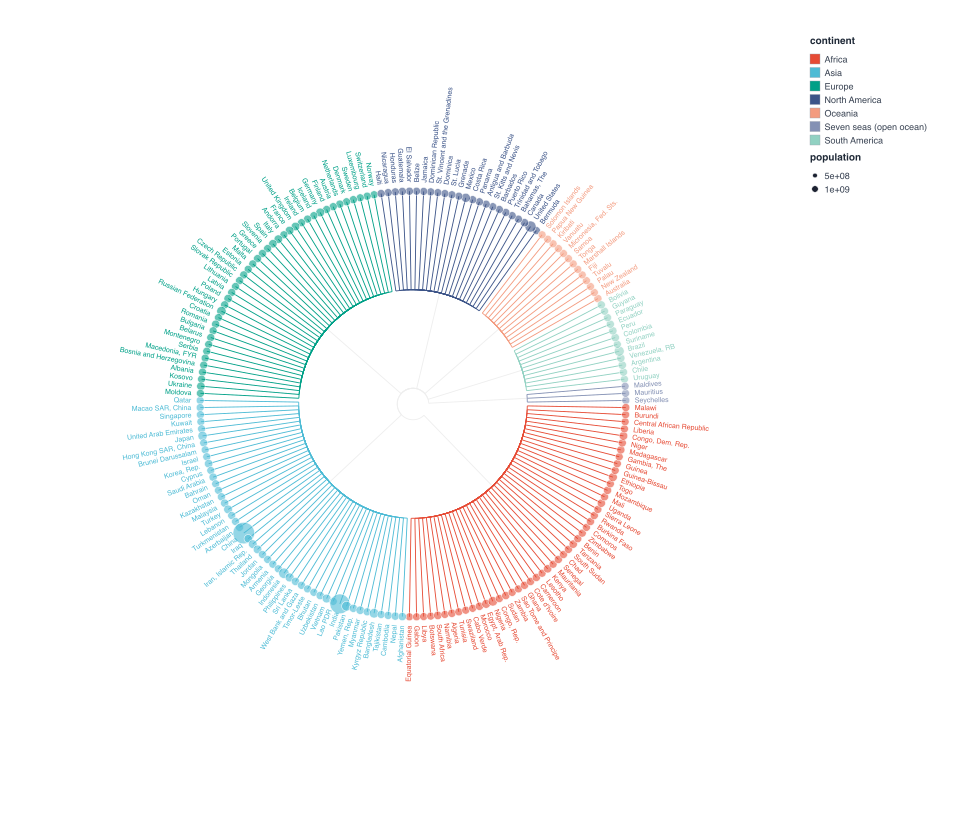 continent
Africa
Asia
Europe
North America
Oceania
Seven seas (open ocean)
South America
population
5e+08
1e+09
Haiti
Nicaragua
Honduras
Guatemala
El Salvador
Belize
Jamaica
Dominican Republic
St. Vincent and the Grenadines
Dominica
St. Lucia
Grenada
Mexico
Costa Rica
Panama
Antigua and Barbuda
St. Kitts and Nevis
Barbados
Puerto Rico
Trinidad and Tobago
Bahamas, The
Canada
United States
Bermuda
Solomon Islands
Papua New Guinea
Kiribati
Vanuatu
Micronesia, Fed. Sts.
Samoa
Tonga
Marshall Islands
Fiji
Tuvalu
Palau
New Zealand
Australia
Bolivia
Guyana
Paraguay
Ecuador
Peru
Colombia
Suriname
Brazil
Venezuela, RB
Argentina
Chile
Uruguay
Maldives
Mauritius
Seychelles
Malawi
Burundi
Central African Republic
Liberia
Congo, Dem. Rep.
Niger
Madagascar
Gambia, The
Guinea
Guinea-Bissau
Ethiopia
Togo
Mozambique
Mali
Uganda
Sierra Leone
Rwanda
Burkina Faso
Comoros
Zimbabwe
Benin
Tanzania
South Sudan
Chad
Senegal
Mauritania
Kenya
Lesotho
Cameroon
Cote d'Ivoire
Ghana
Sao Tome and Principe
Zambia
Sudan
Congo, Rep.
Nigeria
Egypt, Arab Rep.
Morocco
Cabo Verde
Swaziland
Tunisia
Algeria
Namibia
South Africa
Botswana
Libya
Gabon
Equatorial Guinea
Afghanistan
Nepal
Cambodia
Tajikistan
Bangladesh
Kyrgyz Republic
Myanmar
Yemen, Rep.
Pakistan
India
Lao PDR
Vietnam
Uzbekistan
Bhutan
Timor-Leste
West Bank and Gaza
Sri Lanka
Philippines
Indonesia
Georgia
Armenia
Mongolia
Jordan
Thailand
Iran, Islamic Rep.
Iraq
China
Azerbaijan
Turkmenistan
Lebanon
Turkey
Malaysia
Kazakhstan
Oman
Bahrain
Saudi Arabia
Cyprus
Korea, Rep.
Israel
Brunei Darussalam
Hong Kong SAR, China
Japan
United Arab Emirates
Kuwait
Singapore
Macao SAR, China
Qatar
Moldova
Ukraine
Kosovo
Albania
Bosnia and Herzegovina
Macedonia, FYR
Serbia
Montenegro
Belarus
Bulgaria
Romania
Croatia
Russian Federation
Hungary
Poland
Latvia
Lithuania
Slovak Republic
Czech Republic
Estonia
Malta
Portugal
Greece
Slovenia
Spain
Italy
Andorra
France
United Kingdom
Belgium
Ireland
Iceland
Germany
Finland
Austria
Netherlands
Denmark
Sweden
Luxembourg
Switzerland
Norway